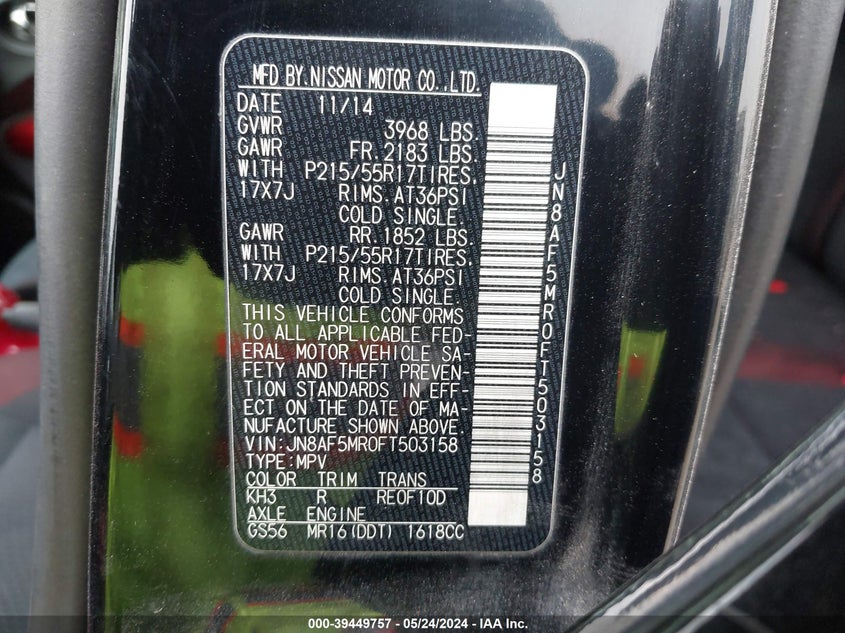 MFD BY NISSAN MOTOR CO.,LTD.
DATE 11/14
GVWR 3968 LBS.
GAWR FR.2183 LBS.
WITH P215/55R17TIRES.
17X7J RIMS.AT36PSI
COLD SINGLE.
GAWR RR.1852 LBS.
WITH P215/55R17TIRES.
17X7J RIMS.AT36PSI
COLD SINGLE.
THIS VEHICLE CONFORMS
TO ALL APPLICABLE FED-
ERAL MOTOR VEHICLE SA-
FETY AND THEFT PREVEN-
TION STANDARDS IN EFF-
ECT ON THE DATE OF MA-
NUFACTURE SHOWN ABOVE.
VIN:JN8AF5MR0FT503158
TYPE:MPV
COLOR TRIM TRANS
KH3 R RE0F10D
AXLE ENGINE
GS56 MR16(DDT) 1618CC
JN8AF5MR0FT503158
000-39449757 - 05/24/2024 - IAA Inc.